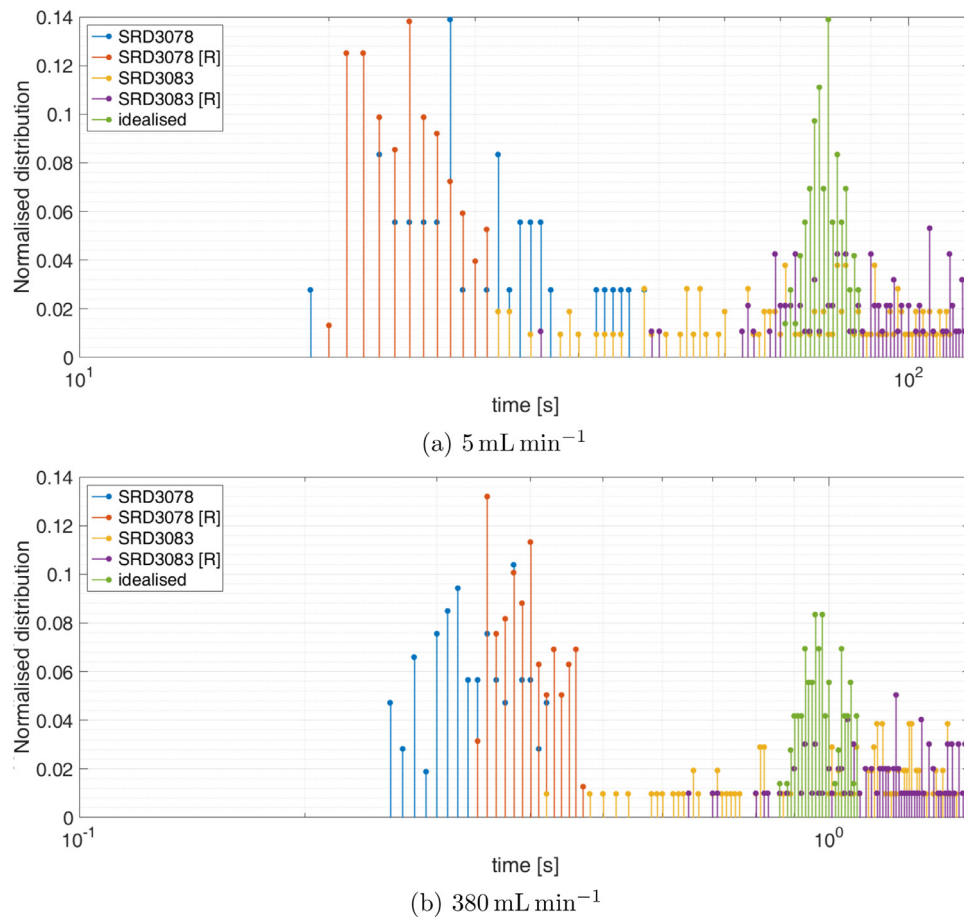 0.14
0.12
0.1
0.08
0.06
0.04
0.02
0
Normalised distribution
SRD3078
SRD3078 [R]
SRD3083
SRD3083 [R]
idealised
10^1
10^2
time [s]
(a) 5 mL min^−1
0.14
0.12
0.1
0.08
0.06
0.04
0.02
0
Normalised distribution
SRD3078
SRD3078 [R]
SRD3083
SRD3083 [R]
idealised
10^-1
10^0
time [s]
(b) 380 mL min^−1